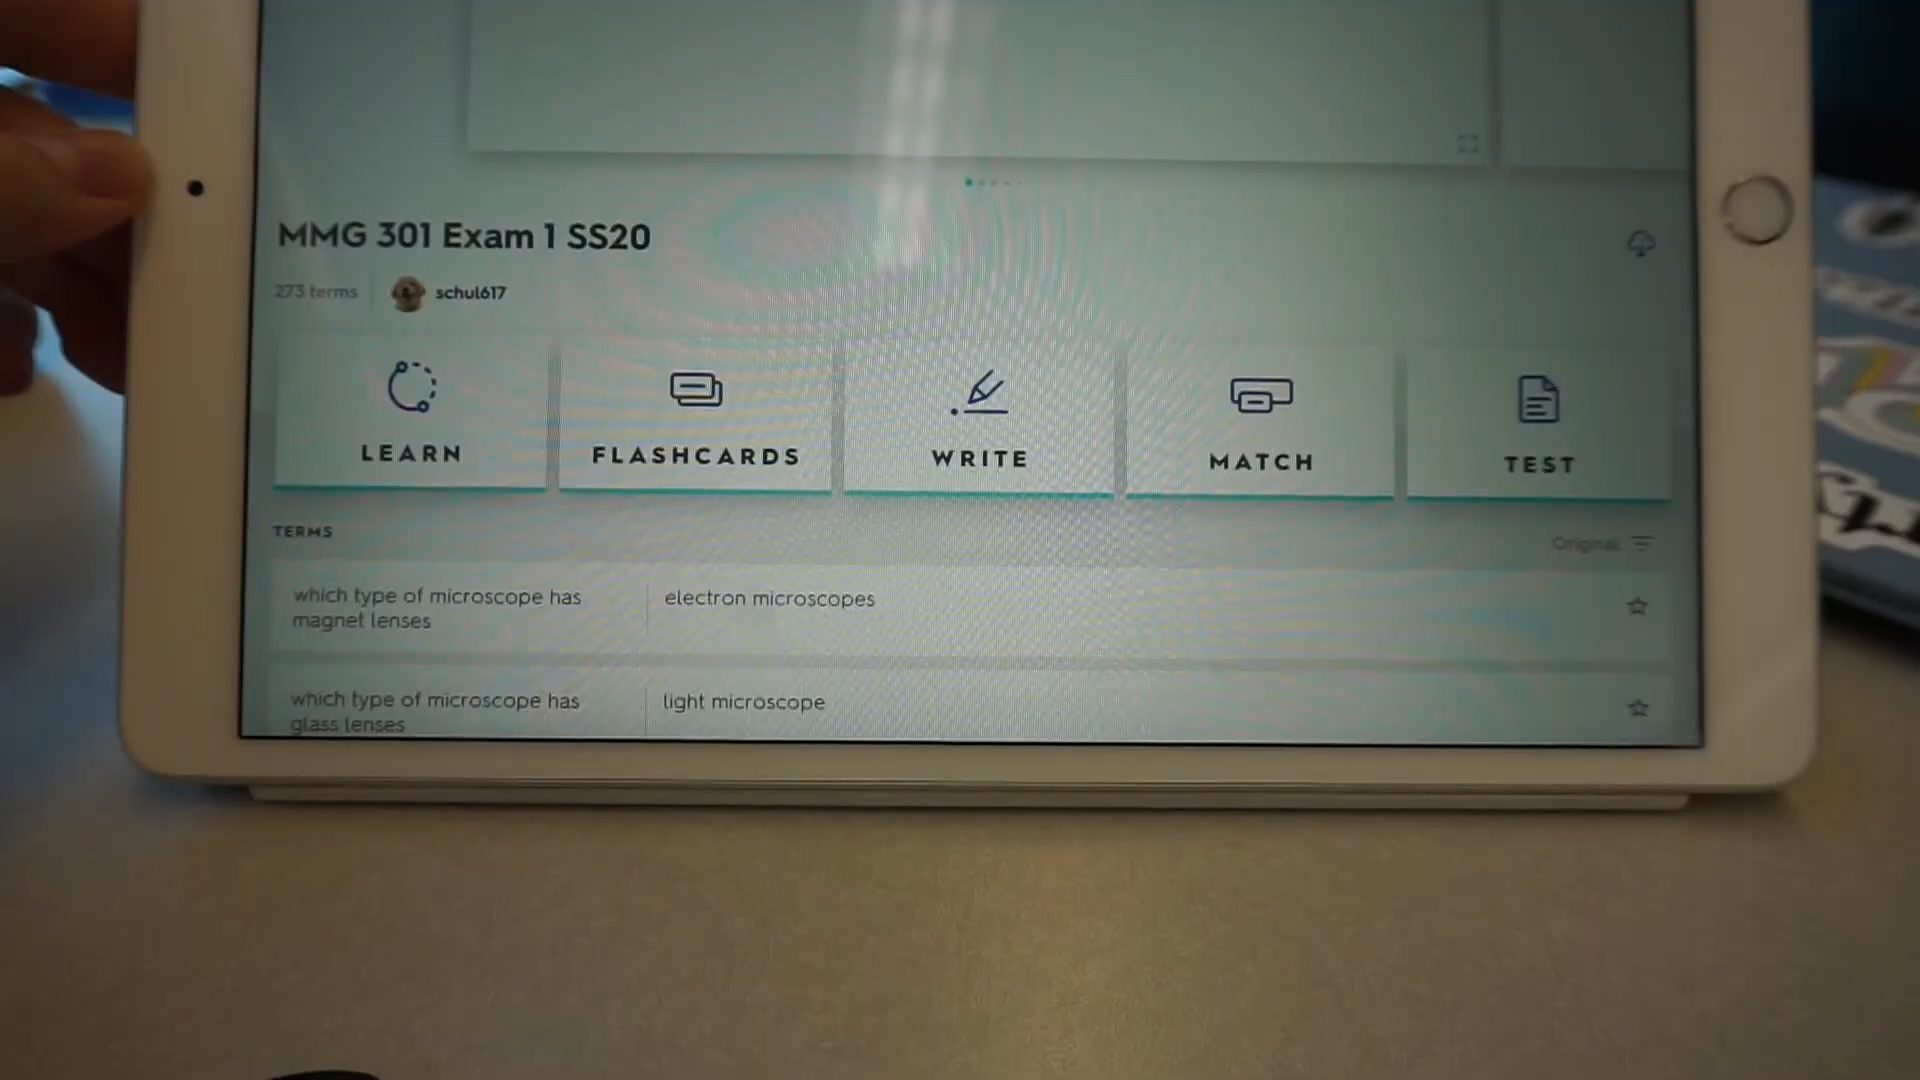 MMG 301 Exam 1 SS20
273 terms
schul617
LEARN
FLASHCARDS
WRITE
MATCH
TEST
TERMS
Original
which type of microscope has
magnet lenses
electron microscopes
which type of microscope has
glass lenses
light microscope